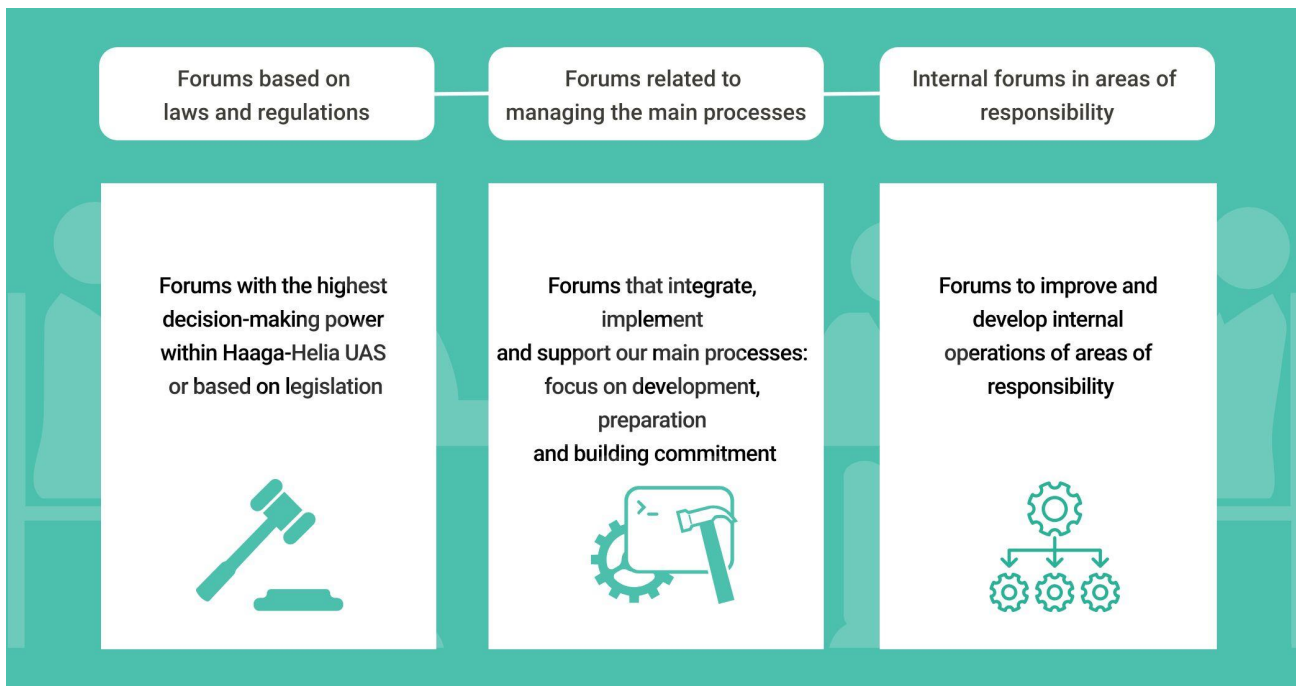 Forums based on
laws and regulations
Forums related to
managing the main processes
Internal forums in areas of
responsibility
Forums with the highest
decision-making power
within Haaga-Helia UAS
or based on legislation
Forums that integrate,
implement
and support our main processes:
focus on development,
preparation
and building commitment
>_
Forums to improve and
develop internal
operations of areas of
responsibility